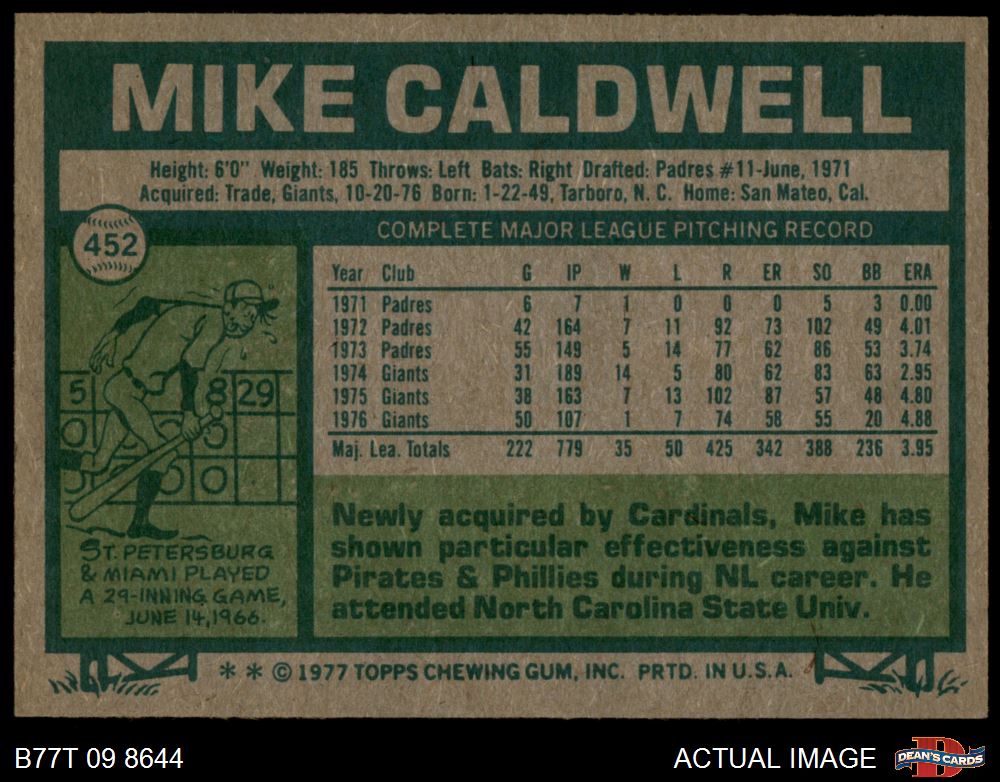 MIKE CALDWELL
Height: 6'0" Weight: 185 Throws: Left Bats: Right Drafted: Padres #11-June, 1971
Acquired: Trade, Giants, 10-20-76 Born: 1-22-49, Tarboro, N. C. Home: San Mateo, Cal.
452
COMPLETE MAJOR LEAGUE PITCHING RECORD
Year Club G IP W L R ER SO BB ERA
1971 Padres 6 7 1 0 0 0 5 3 0.00
1972 Padres 42 164 7 11 92 73 102 49 4.01
1973 Padres 55 149 5 14 77 62 86 53 3.74
1974 Giants 31 189 14 5 80 62 83 63 2.95
1975 Giants 38 163 7 13 102 87 57 48 4.80
1976 Giants 50 107 1 7 74 58 55 20 4.88
Maj. Lea. Totals 222 779 35 50 425 342 388 236 3.95
5 8 29
0 0 0
0 0 0
ST. PETERSBURG
& MIAMI PLAYED
A 29-INNING GAME,
JUNE 14, 1966.
Newly acquired by Cardinals, Mike has
shown particular effectiveness against
Pirates & Phillies during NL career. He
attended North Carolina State Univ.
* * © 1977 TOPPS CHEWING GUM, INC. PRTD. IN U.S.A.
B77T 09 8644
ACTUAL IMAGE
D
DEAN'S CARDS